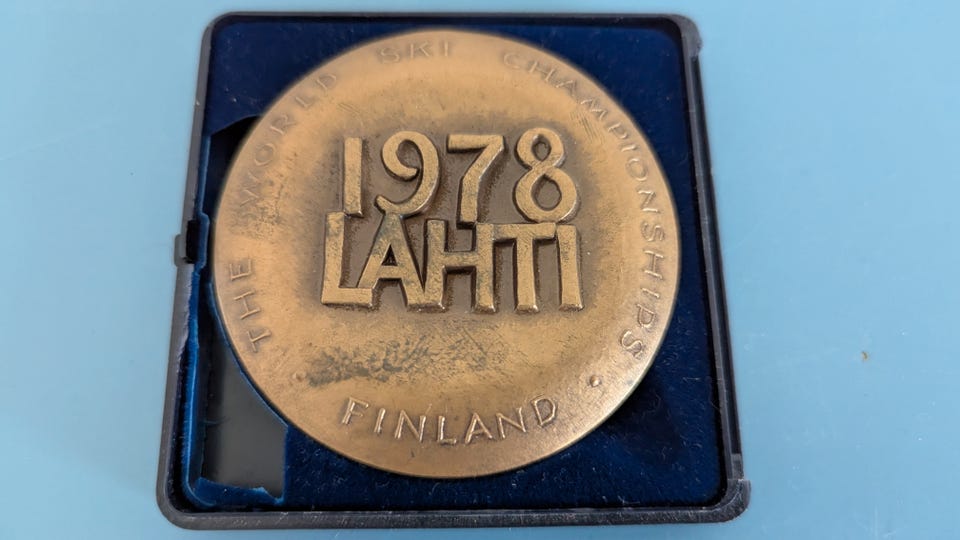 THE WORLD SKI CHAMPIONSHIPS
1978
LAHTI
FINLAND